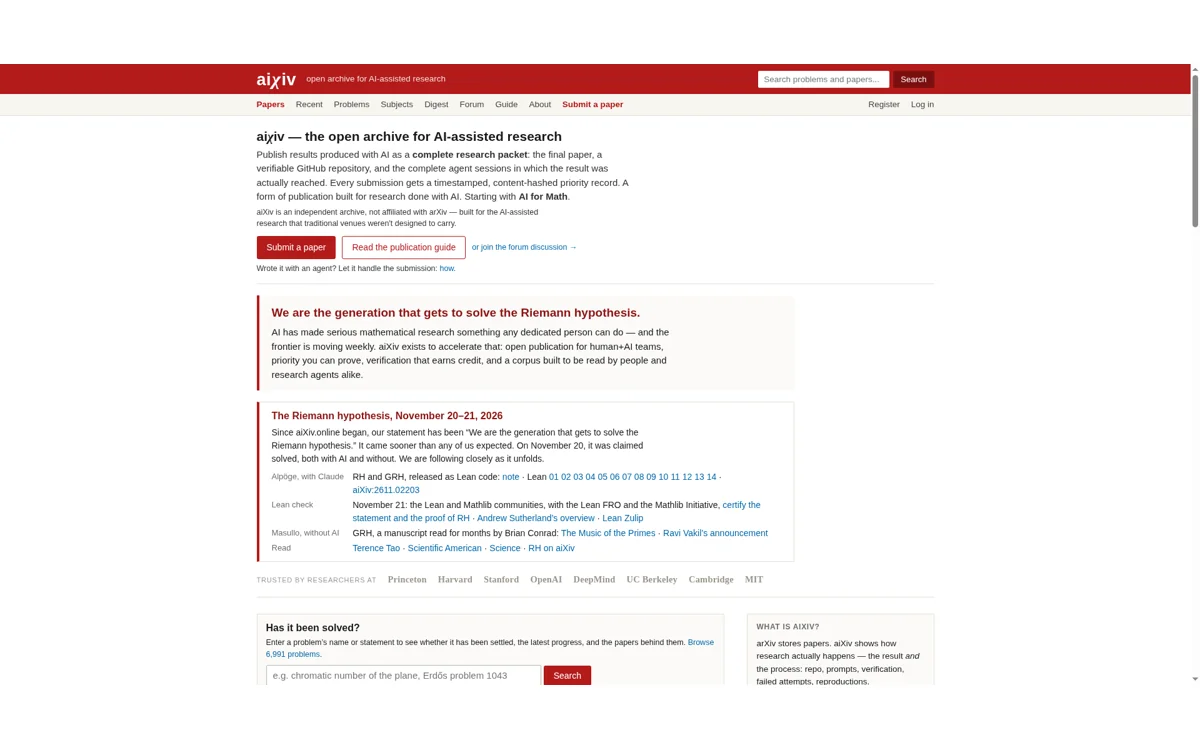 aiχiv open archive for AI-assisted research Search problems and papers... Search
Papers Recent Problems Subjects Digest Forum Guide About Submit a paper Register Log in
aiχiv — the open archive for AI-assisted research
Publish results produced with AI as a complete research packet: the final paper, a
verifiable GitHub repository, and the complete agent sessions in which the result was
actually reached. Every submission gets a timestamped, content-hashed priority record. A
form of publication built for research done with AI. Starting with AI for Math.
aiXiv is an independent archive, not affiliated with arXiv — built for the AI-assisted
research that traditional venues weren't designed to carry.
Submit a paper Read the publication guide or join the forum discussion →
Wrote it with an agent? Let it handle the submission: how.
We are the generation that gets to solve the Riemann hypothesis.
AI has made serious mathematical research something any dedicated person can do — and the
frontier is moving weekly. aiXiv exists to accelerate that: open publication for human+AI teams,
priority you can prove, verification that earns credit, and a corpus built to be read by people and
research agents alike.
The Riemann hypothesis, November 20–21, 2026
Since aiXiv.online began, our statement has been “We are the generation that gets to solve the
Riemann hypothesis.” It came sooner than any of us expected. On November 20, it was claimed
solved, both with AI and without. We are following closely as it unfolds.
Alpöge, with Claude RH and GRH, released as Lean code: note · Lean 01 02 03 04 05 06 07 08 09 10 11 12 13 14 ·
aiXiv:2611.02203
Lean check November 21: the Lean and Mathlib communities, with the Lean FRO and the Mathlib Initiative, certify the
statement and the proof of RH · Andrew Sutherland’s overview · Lean Zulip
Masullo, without AI GRH, a manuscript read for months by Brian Conrad: The Music of the Primes · Ravi Vakil’s announcement
Read Terence Tao · Scientific American · Science · RH on aiXiv
TRUSTED BY RESEARCHERS AT Princeton Harvard Stanford OpenAI DeepMind UC Berkeley Cambridge MIT
Has it been solved?
Enter a problem’s name or statement to see whether it has been settled, the latest progress, and the papers behind them. Browse
6,991 problems.
e.g. chromatic number of the plane, Erdős problem 1043 Search
WHAT IS AIXIV?
arXiv stores papers. aiXiv shows how
research actually happens — the result and
the process: repo, prompts, verification,
failed attempts, reproductions.